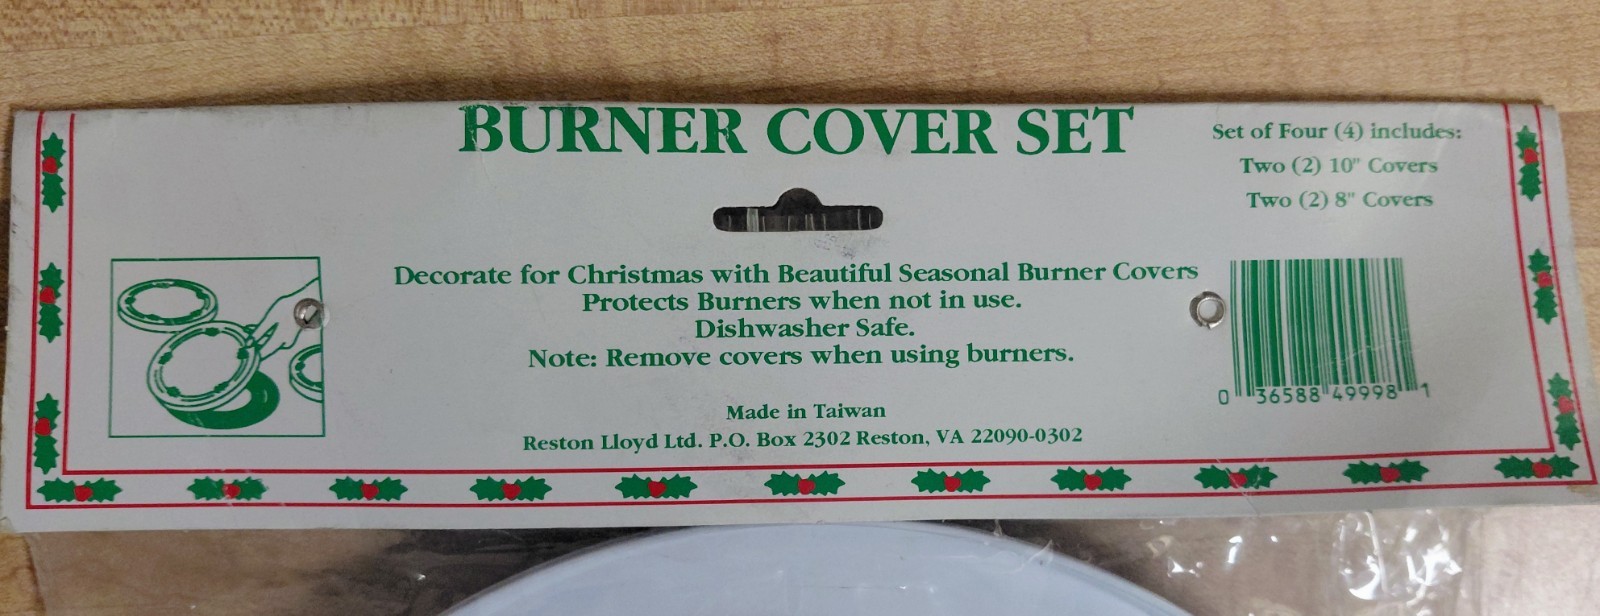 BURNER COVER SET
Set of Four (4) includes:
Two (2) 10" Covers
Two (2) 8" Covers
Decorate for Christmas with Beautiful Seasonal Burner Covers
Protects Burners when not in use.
Dishwasher Safe.
Note: Remove covers when using burners.
Made in Taiwan
Reston Lloyd Ltd. P.O. Box 2302 Reston, VA 22090-0302
0 36588 49998 1